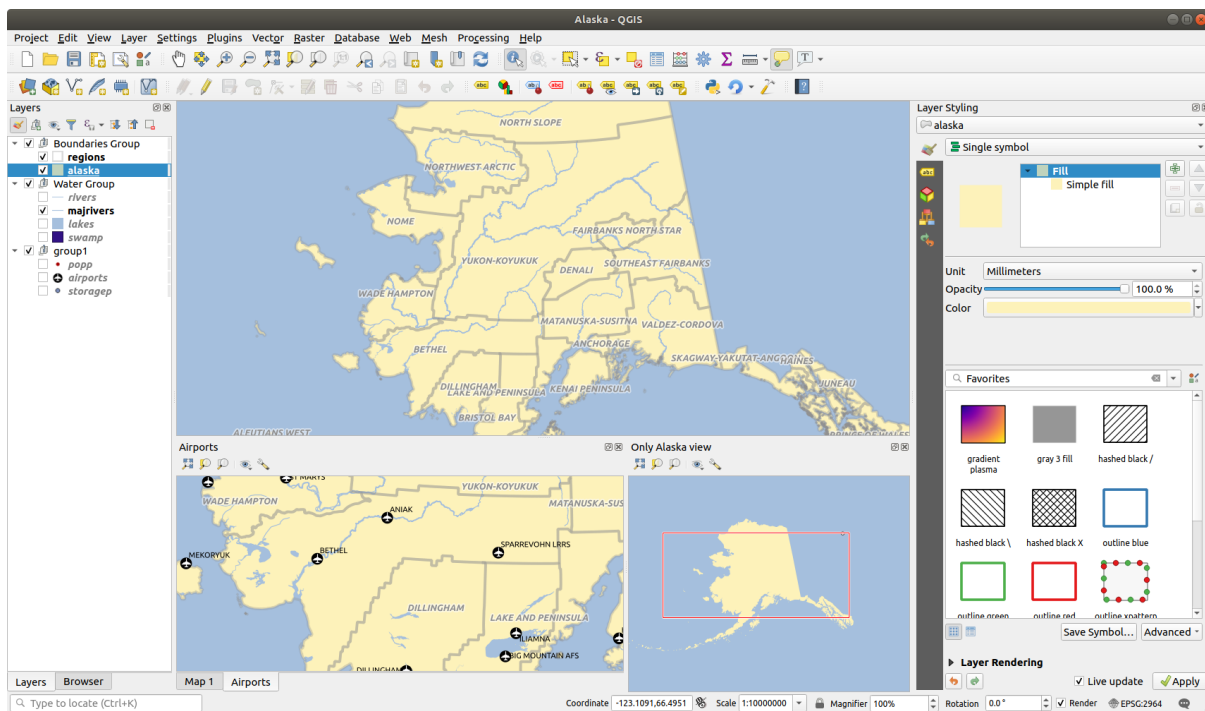 Alaska - QGIS
Project Edit View Layer Settings Plugins Vector Raster Database Web Mesh Processing Help
Layers
Boundaries Group
regions
alaska
Water Group
rivers
majrivers
lakes
swamp
group1
popp
airports
storagep
Layers Browser
NORTH SLOPE
NORTHWEST ARCTIC
NOME
FAIRBANKS NORTH STAR
YUKON-KOYUKUK
SOUTHEAST FAIRBANKS
DENALI
WADE HAMPTON
MATANUSKA-SUSITNA
VALDEZ-CORDOVA
BETHEL
ANCHORAGE
SKAGWAY-YAKUTAT-ANGOON
HAINES
DILLINGHAM
LAKE AND PENINSULA
KENAI PENINSULA
JUNEAU
BRISTOL BAY
ALEUTIANS WEST
PRINCE OF WALE
Airports
T MARYS
YUKON-KOYUKUK
WADE HAMPTON
MATANUSKA-SUS
ANIAK
BETHEL
SPARREVOHN LRRS
MEKORYUK
DILLINGHAM
LAKE AND PENINSULA
ILIAMNA
BIG MOUNTAIN AFS
DILLINGHAM
Map 1 Airports
Only Alaska view
Layer Styling
alaska
Single symbol
Fill
Simple fill
Unit Millimeters
Opacity 100.0 %
Color
Favorites
gradient plasma
gray 3 fill
hashed black /
hashed black \
hashed black X
outline blue
outline green
outline red
outline xpattern
Save Symbol... Advanced
Layer Rendering
Live update Apply
Type to locate (Ctrl+K)
Coordinate -123.1091,66.4951 Scale 1:10000000 Magnifier 100% Rotation 0.0° Render EPSG:2964